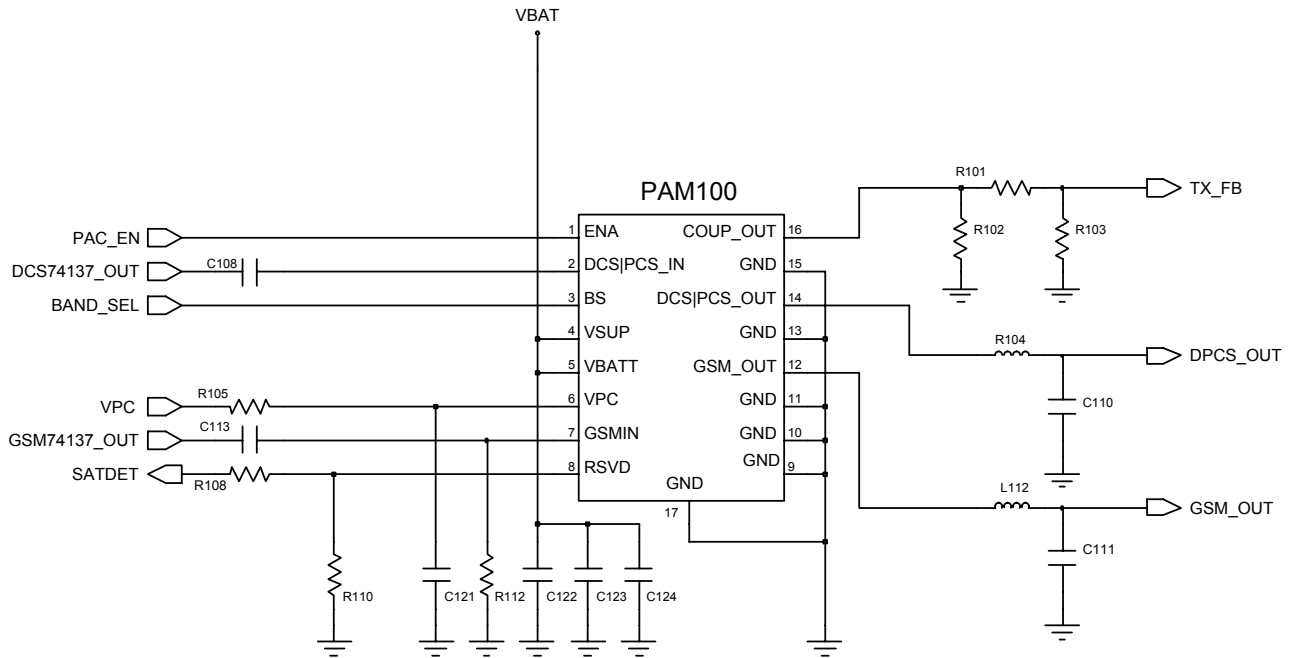 VBAT
PAM100
R101
TX_FB
R102
R103
PAC_EN
1 ENA
COUP_OUT 16
DCS74137_OUT
C108
2 DCS|PCS_IN
GND 15
BAND_SEL
3 BS
DCS|PCS_OUT 14
4 VSUP
GND 13
R104
DPCS_OUT
5 VBATT
GSM_OUT 12
VPC
R105
6 VPC
GND 11
C110
GSM74137_OUT
C113
7 GSMIN
GND 10
SATDET
R108
8 RSVD
GND 9
GND
17
L112
GSM_OUT
C111
R110
C121
R112
C122
C123
C124